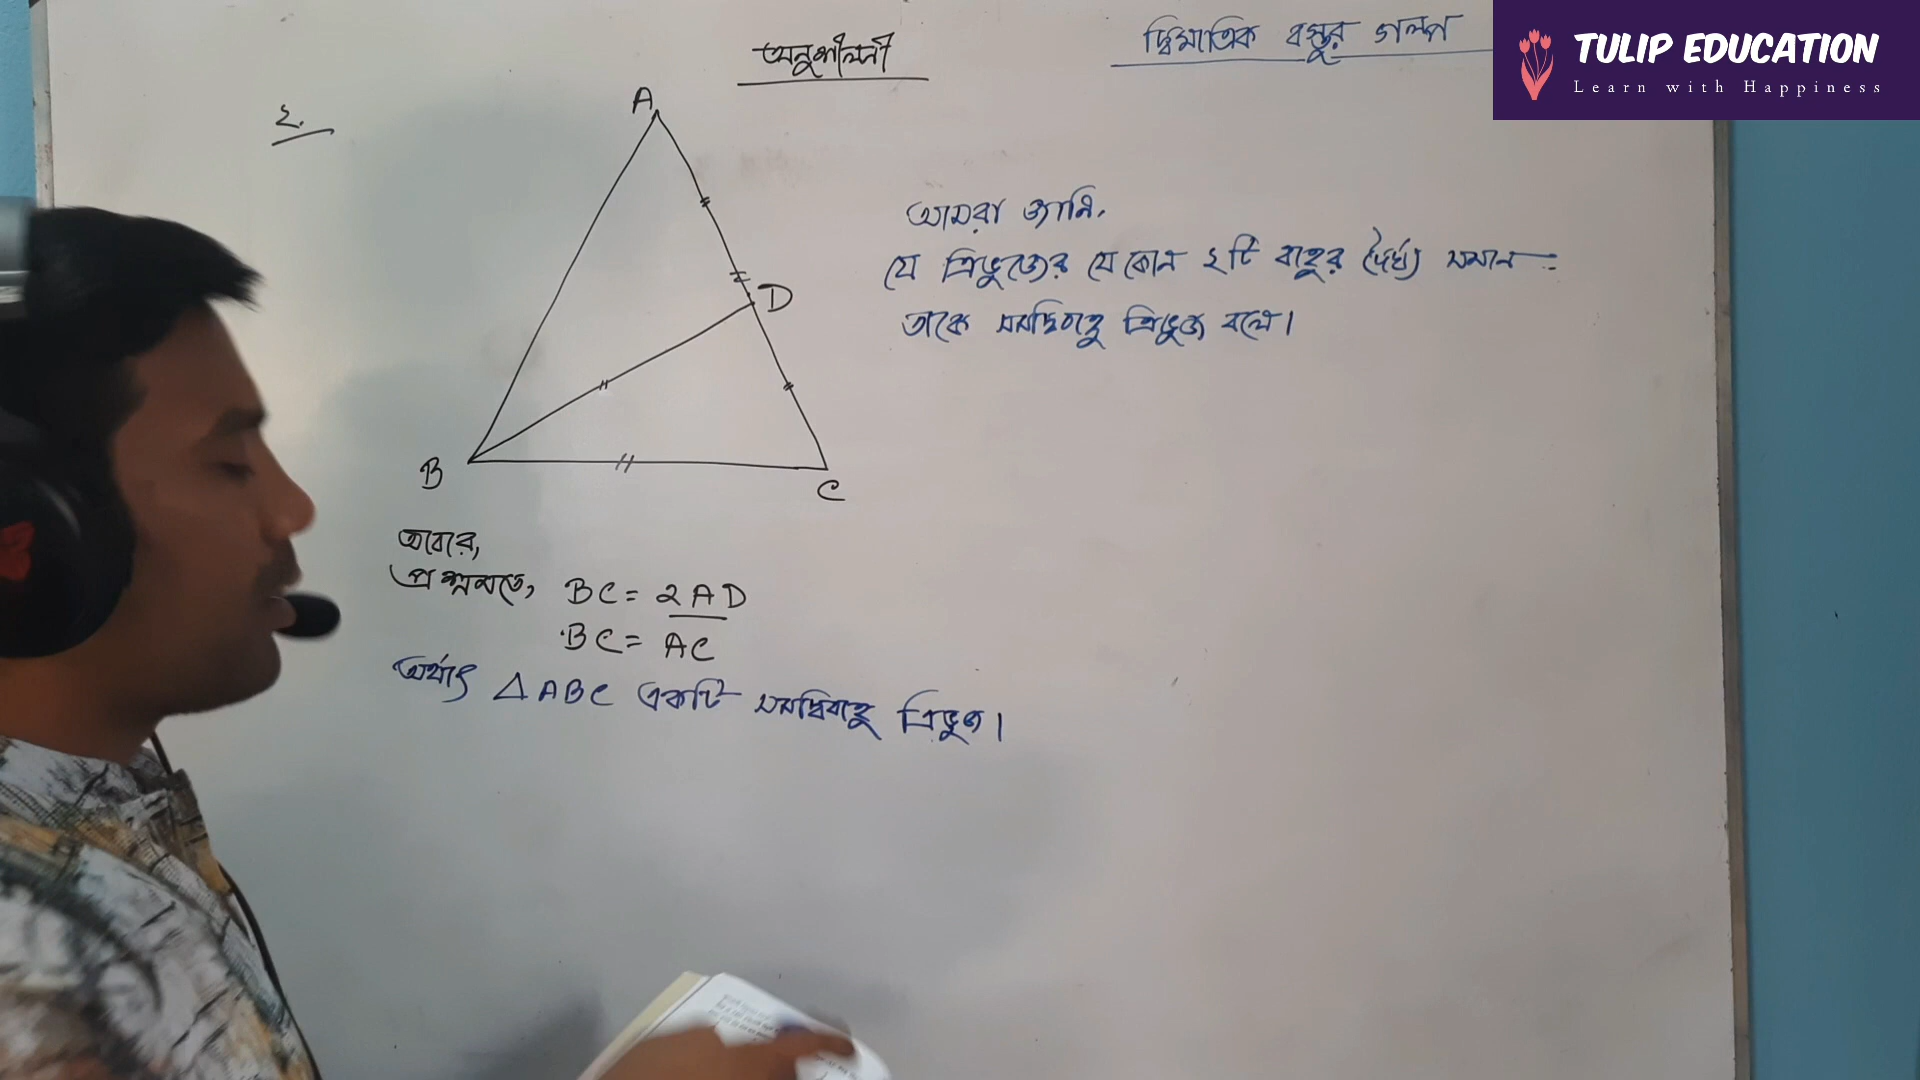 অনুশীলনী
দ্বিমাত্রিক বস্তুর গল্প
TULIP EDUCATION
Learn with Happiness
২.
A
D
B
C
আমরা জানি,
যে ত্রিভুজের যে কোন ২টি বাহুর দৈর্ঘ্য সমান
তাকে সমদ্বিবাহু ত্রিভুজ বলে।
আবার,
প্রশ্নমতে, BC = 2AD
BC = AC
অর্থাৎ △ABC একটি সমদ্বিবাহু ত্রিভুজ।